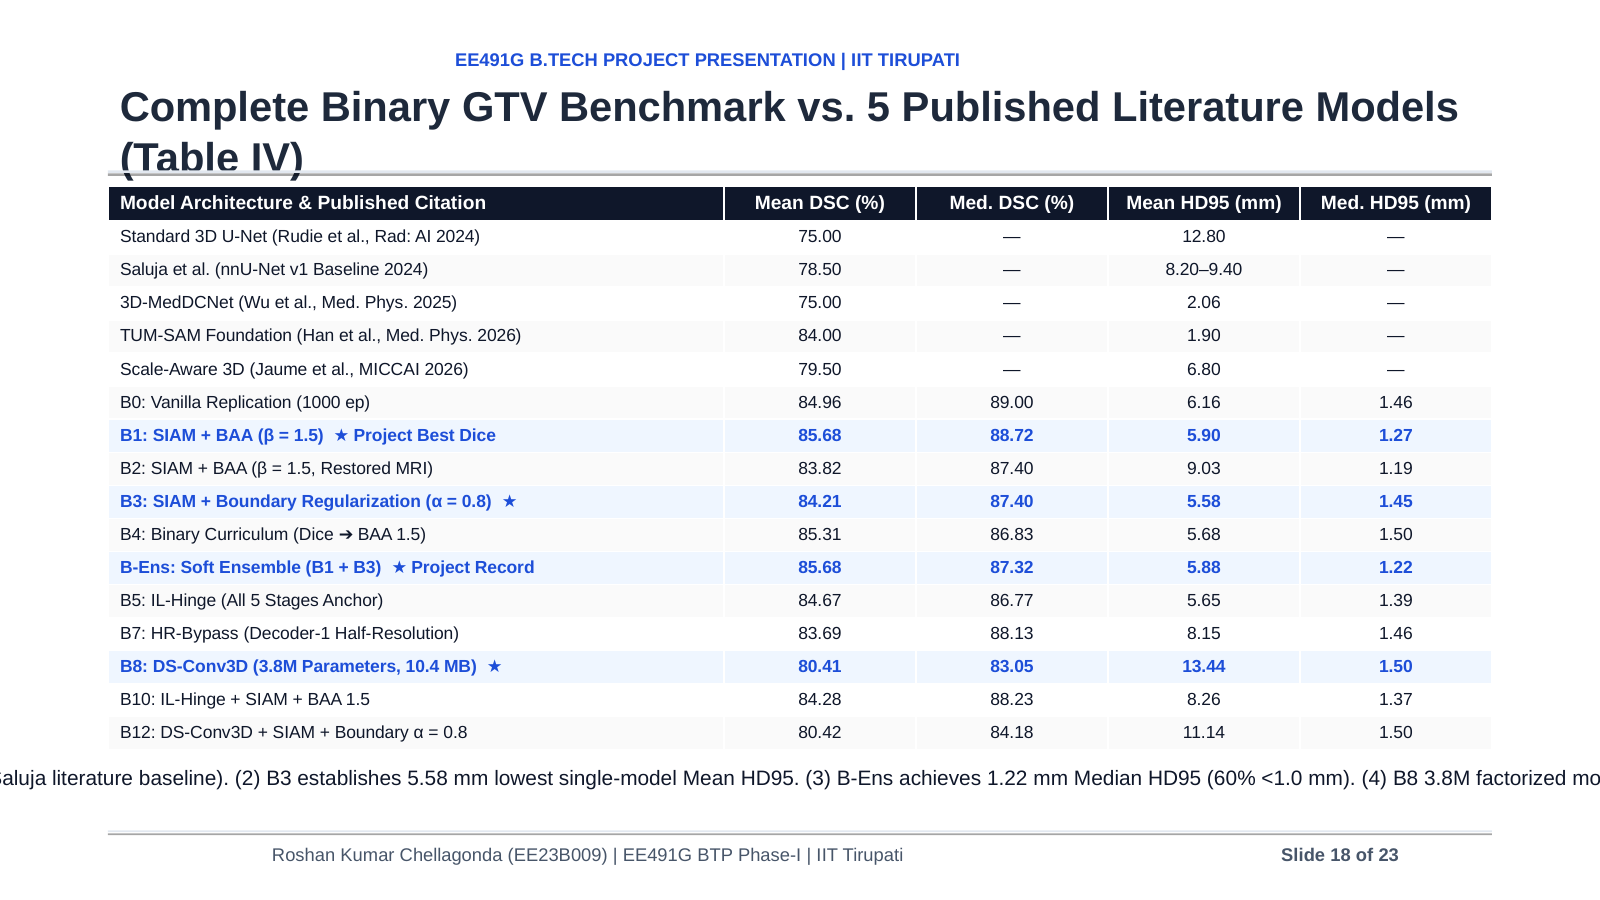 EE491G B.TECH PROJECT PRESENTATION | IIT TIRUPATI
Complete Binary GTV Benchmark vs. 5 Published Literature Models
(Table IV)
Model Architecture & Published Citation Mean DSC (%) Med. DSC (%) Mean HD95 (mm) Med. HD95 (mm)
Standard 3D U-Net (Rudie et al., Rad: AI 2024) 75.00 — 12.80 —
Saluja et al. (nnU-Net v1 Baseline 2024) 78.50 — 8.20–9.40 —
3D-MedDCNet (Wu et al., Med. Phys. 2025) 75.00 — 2.06 —
TUM-SAM Foundation (Han et al., Med. Phys. 2026) 84.00 — 1.90 —
Scale-Aware 3D (Jaume et al., MICCAI 2026) 79.50 — 6.80 —
B0: Vanilla Replication (1000 ep) 84.96 89.00 6.16 1.46
B1: SIAM + BAA (β = 1.5) ★ Project Best Dice 85.68 88.72 5.90 1.27
B2: SIAM + BAA (β = 1.5, Restored MRI) 83.82 87.40 9.03 1.19
B3: SIAM + Boundary Regularization (α = 0.8) ★ 84.21 87.40 5.58 1.45
B4: Binary Curriculum (Dice ➔ BAA 1.5) 85.31 86.83 5.68 1.50
B-Ens: Soft Ensemble (B1 + B3) ★ Project Record 85.68 87.32 5.88 1.22
B5: IL-Hinge (All 5 Stages Anchor) 84.67 86.77 5.65 1.39
B7: HR-Bypass (Decoder-1 Half-Resolution) 83.69 88.13 8.15 1.46
B8: DS-Conv3D (3.8M Parameters, 10.4 MB) ★ 80.41 83.05 13.44 1.50
B10: IL-Hinge + SIAM + BAA 1.5 84.28 88.23 8.26 1.37
B12: DS-Conv3D + SIAM + Boundary α = 0.8 80.42 84.18 11.14 1.50
Saluja literature baseline). (2) B3 establishes 5.58 mm lowest single-model Mean HD95. (3) B-Ens achieves 1.22 mm Median HD95 (60% <1.0 mm). (4) B8 3.8M factorized mo
Roshan Kumar Chellagonda (EE23B009) | EE491G BTP Phase-I | IIT Tirupati
Slide 18 of 23